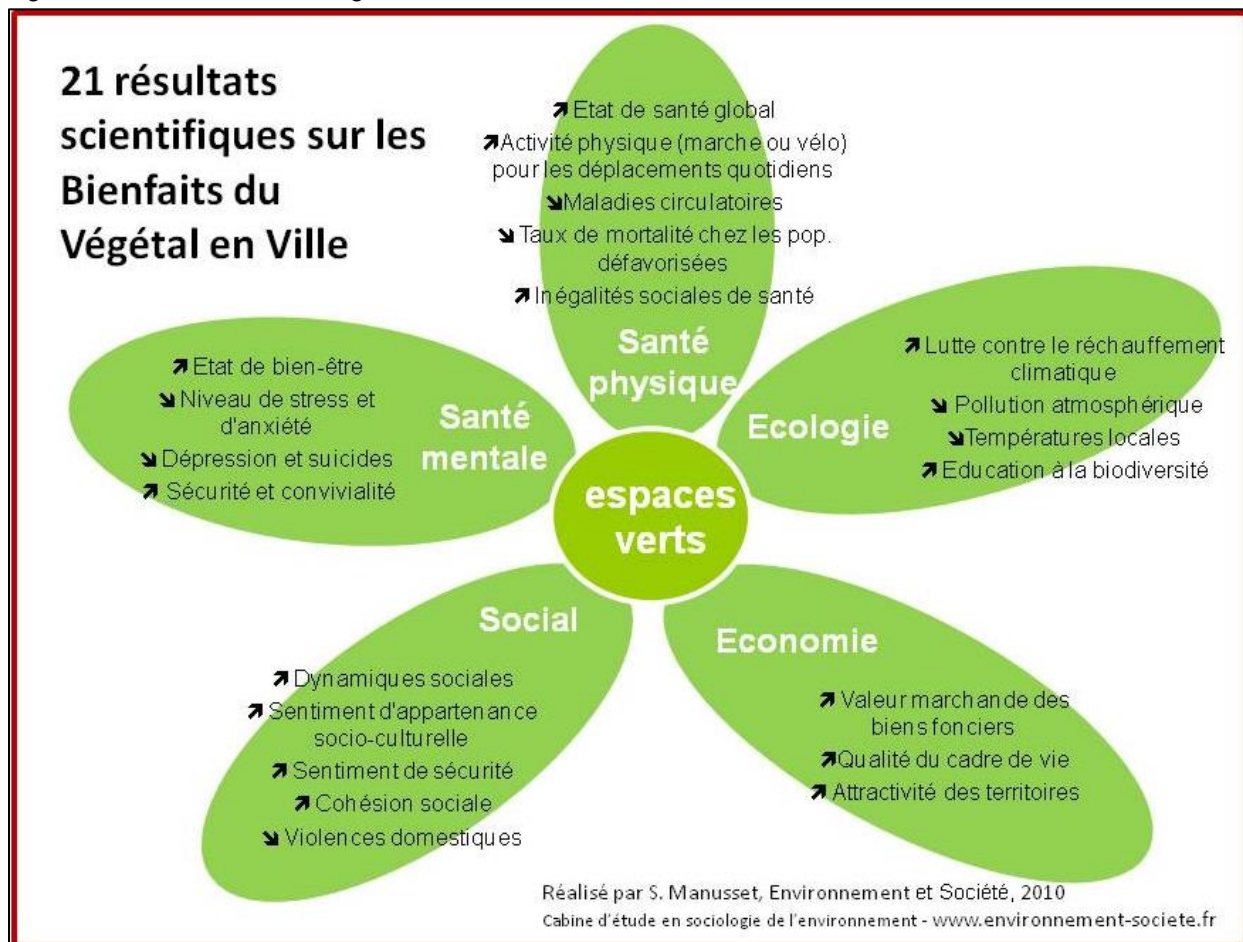 21 résultats
scientifiques sur les
Bienfaits du
Végétal en Ville
↗ Etat de santé global
↗Activité physique (marche ou vélo)
pour les déplacements quotidiens
↘Maladies circulatoires
↘ Taux de mortalité chez les pop.
défavorisées
↗ Inégalités sociales de santé
Santé
physique
↗ Etat de bien-être
↘Niveau de stress et
d'anxiété
↘ Dépression et suicides
↗ Sécurité et convivialité
Santé
mentale
Ecologie
↗ Lutte contre le réchauffement
climatique
↘ Pollution atmosphérique
↘Températures locales
↗ Education à la biodiversité
espaces
verts
Social
↗ Dynamiques sociales
↗ Sentiment d'appartenance
socio-culturelle
↗ Sentiment de sécurité
↗ Cohésion sociale
↘ Violences domestiques
Economie
↗ Valeur marchande des
biens fonciers
↗Qualité du cadre de vie
↗ Attractivité des territoires
Réalisé par S. Manusset, Environnement et Société, 2010
Cabine d'étude en sociologie de l'environnement - www.environnement-societe.fr